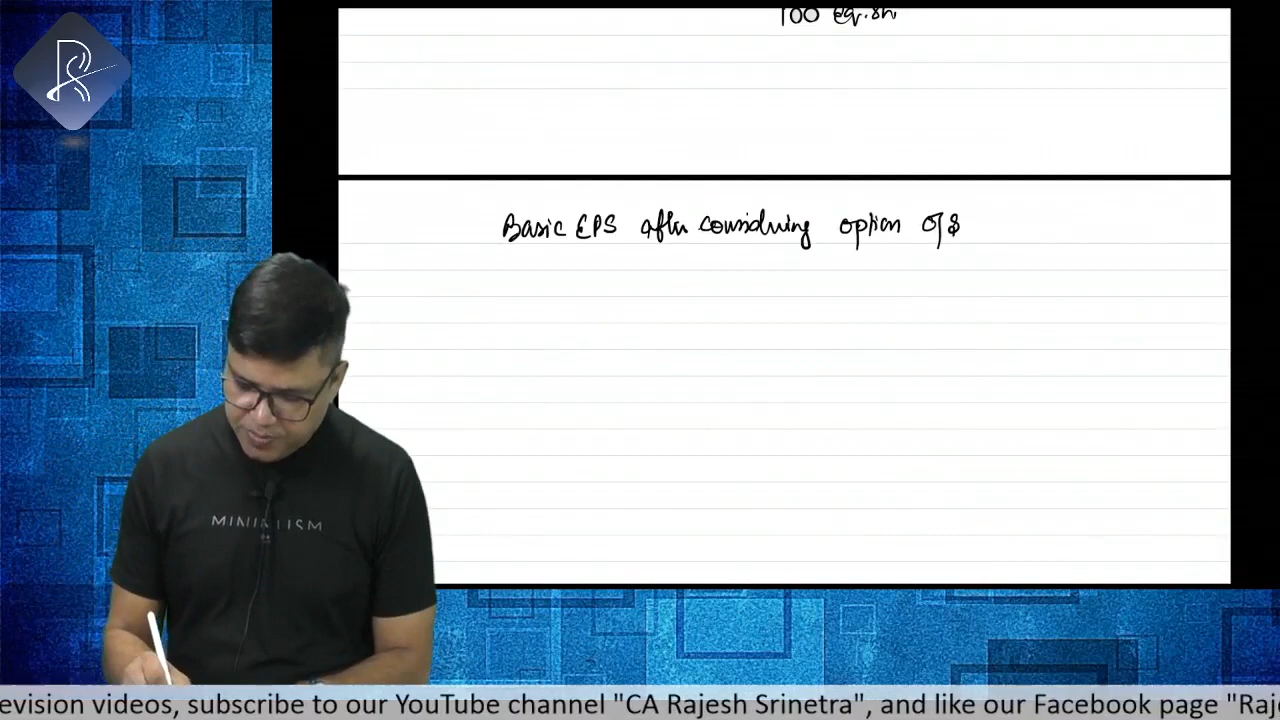 100 eq.sh
Basic EPS after considering option o/s
MINIMLISM
evision videos, subscribe to our YouTube channel "CA Rajesh Srinetra", and like our Facebook page "Raje